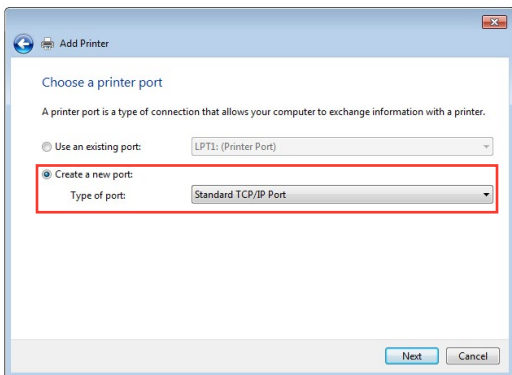 Add Printer
Choose a printer port
A printer port is a type of connection that allows your computer to exchange information with a printer.
Use an existing port: LPT1: (Printer Port)
Create a new port:
Type of port: Standard TCP/IP Port
Next Cancel